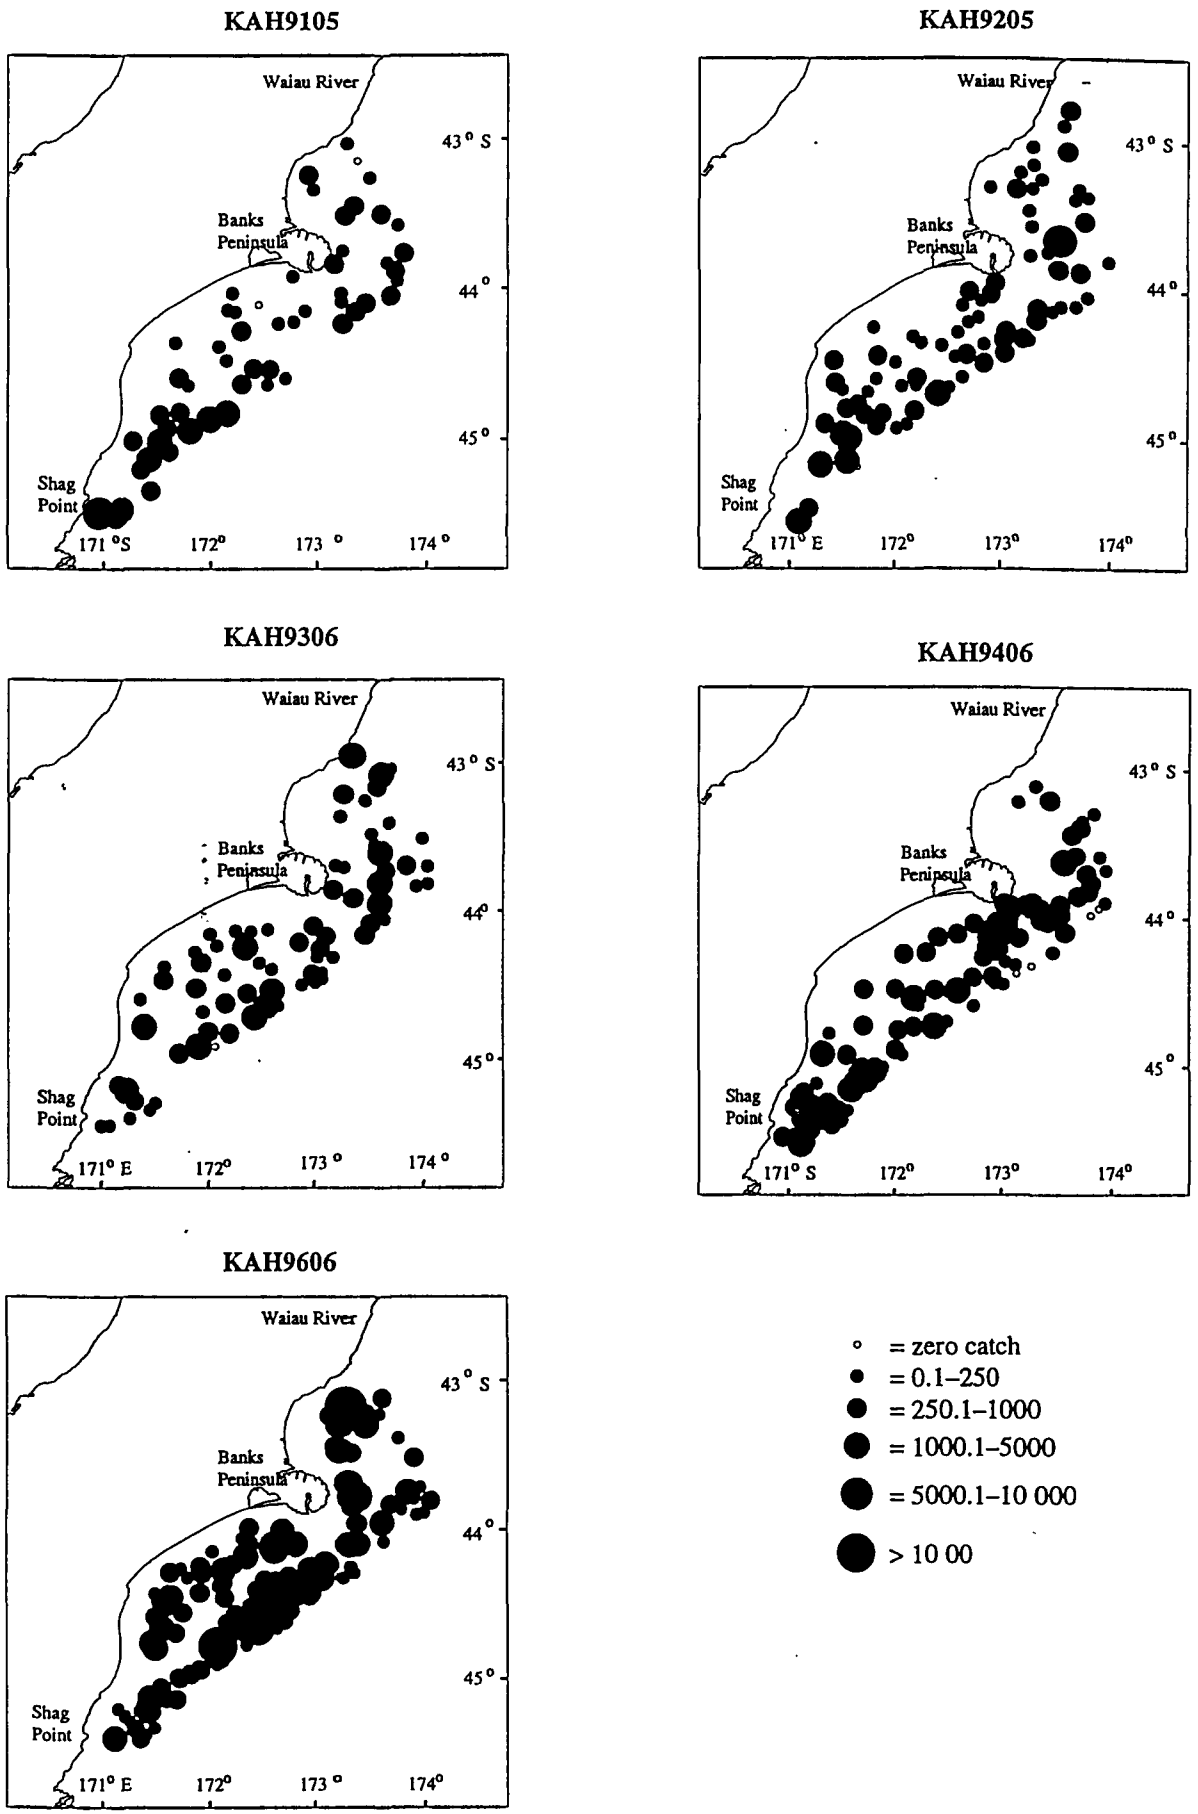 KAH9105
Waiau River
43° S
Banks
Peninsula
44°
45°
Shag
Point
171°S 172° 173° 174°
KAH9205
Waiau River
43° S
Banks
Peninsula
44°
45°
Shag
Point
171° E 172° 173° 174°
KAH9306
Waiau River
43° S
Banks
Peninsula
44°
45°
Shag
Point
171° E 172° 173° 174°
KAH9406
Waiau River
43° S
Banks
Peninsula
44°
45°
Shag
Point
171° S 172° 173° 174°
KAH9606
Waiau River
43° S
Banks
Peninsula
44°
45°
Shag
Point
171° E 172° 173° 174°
= zero catch
= 0.1–250
= 250.1–1000
= 1000.1–5000
= 5000.1–10 000
> 10 00